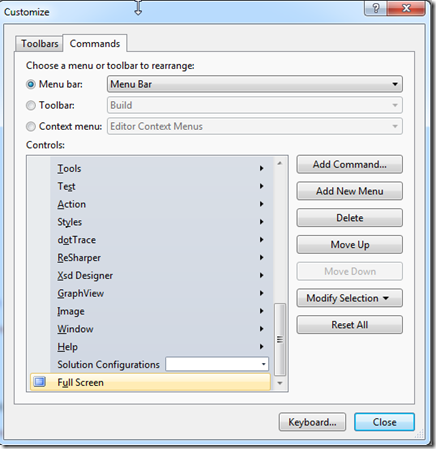 Customize
Toolbars Commands
Choose a menu or toolbar to rearrange:
Menu bar: Menu Bar
Toolbar: Build
Context menu: Editor Context Menus
Controls:
Tools
Test
Action
Styles
dotTrace
ReSharper
Xsd Designer
GraphView
Image
Window
Help
Solution Configurations
Full Screen
Add Command...
Add New Menu
Delete
Move Up
Move Down
Modify Selection
Reset All
Keyboard... Close